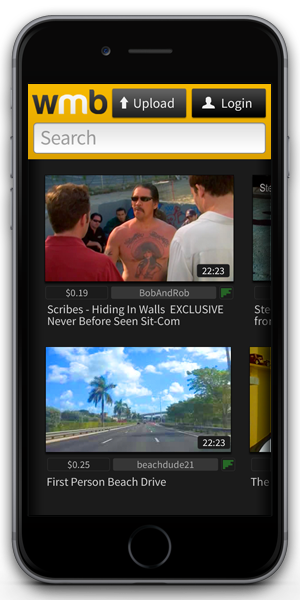 wmb
Upload
Login
Search
22:23
$0.19
BobAndRob
Scribes - Hiding In Walls EXCLUSIVE
Never Before Seen Sit-Com
Ste
Ste
from
22:23
$0.25
beachdude21
First Person Beach Drive
The